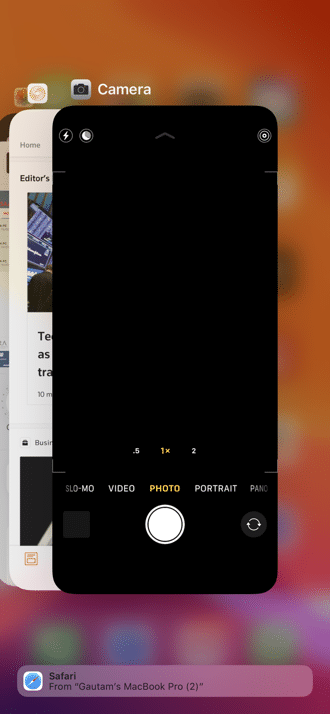 Camera
Home
Editor's
Te
as
tra
10 m
Busin
.5 1× 2
SLO-MO VIDEO PHOTO PORTRAIT PANO
Safari
From “Gautam’s MacBook Pro (2)”